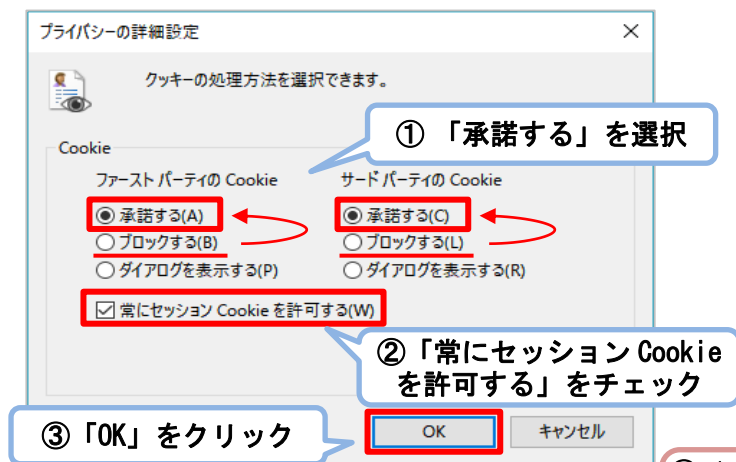 プライバシーの詳細設定
クッキーの処理方法を選択できます。
① 「承諾する」を選択
Cookie
ファースト パーティの Cookie
サード パーティの Cookie
承諾する(A)
承諾する(C)
ブロックする(B)
ブロックする(L)
ダイアログを表示する(P)
ダイアログを表示する(R)
常にセッション Cookie を許可する(W)
②「常にセッション Cookie
を許可する」をチェック
③「OK」をクリック
OK
キャンセル